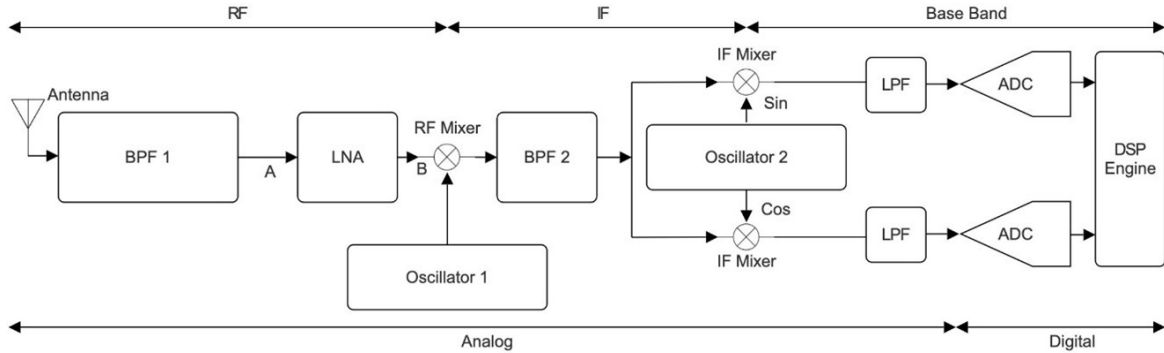 RF
IF
Base Band
IF Mixer
LPF
ADC
Antenna
Sin
RF Mixer
BPF 1
A
LNA
B
BPF 2
Oscillator 2
DSP
Engine
Cos
LPF
ADC
IF Mixer
Oscillator 1
Analog
Digital